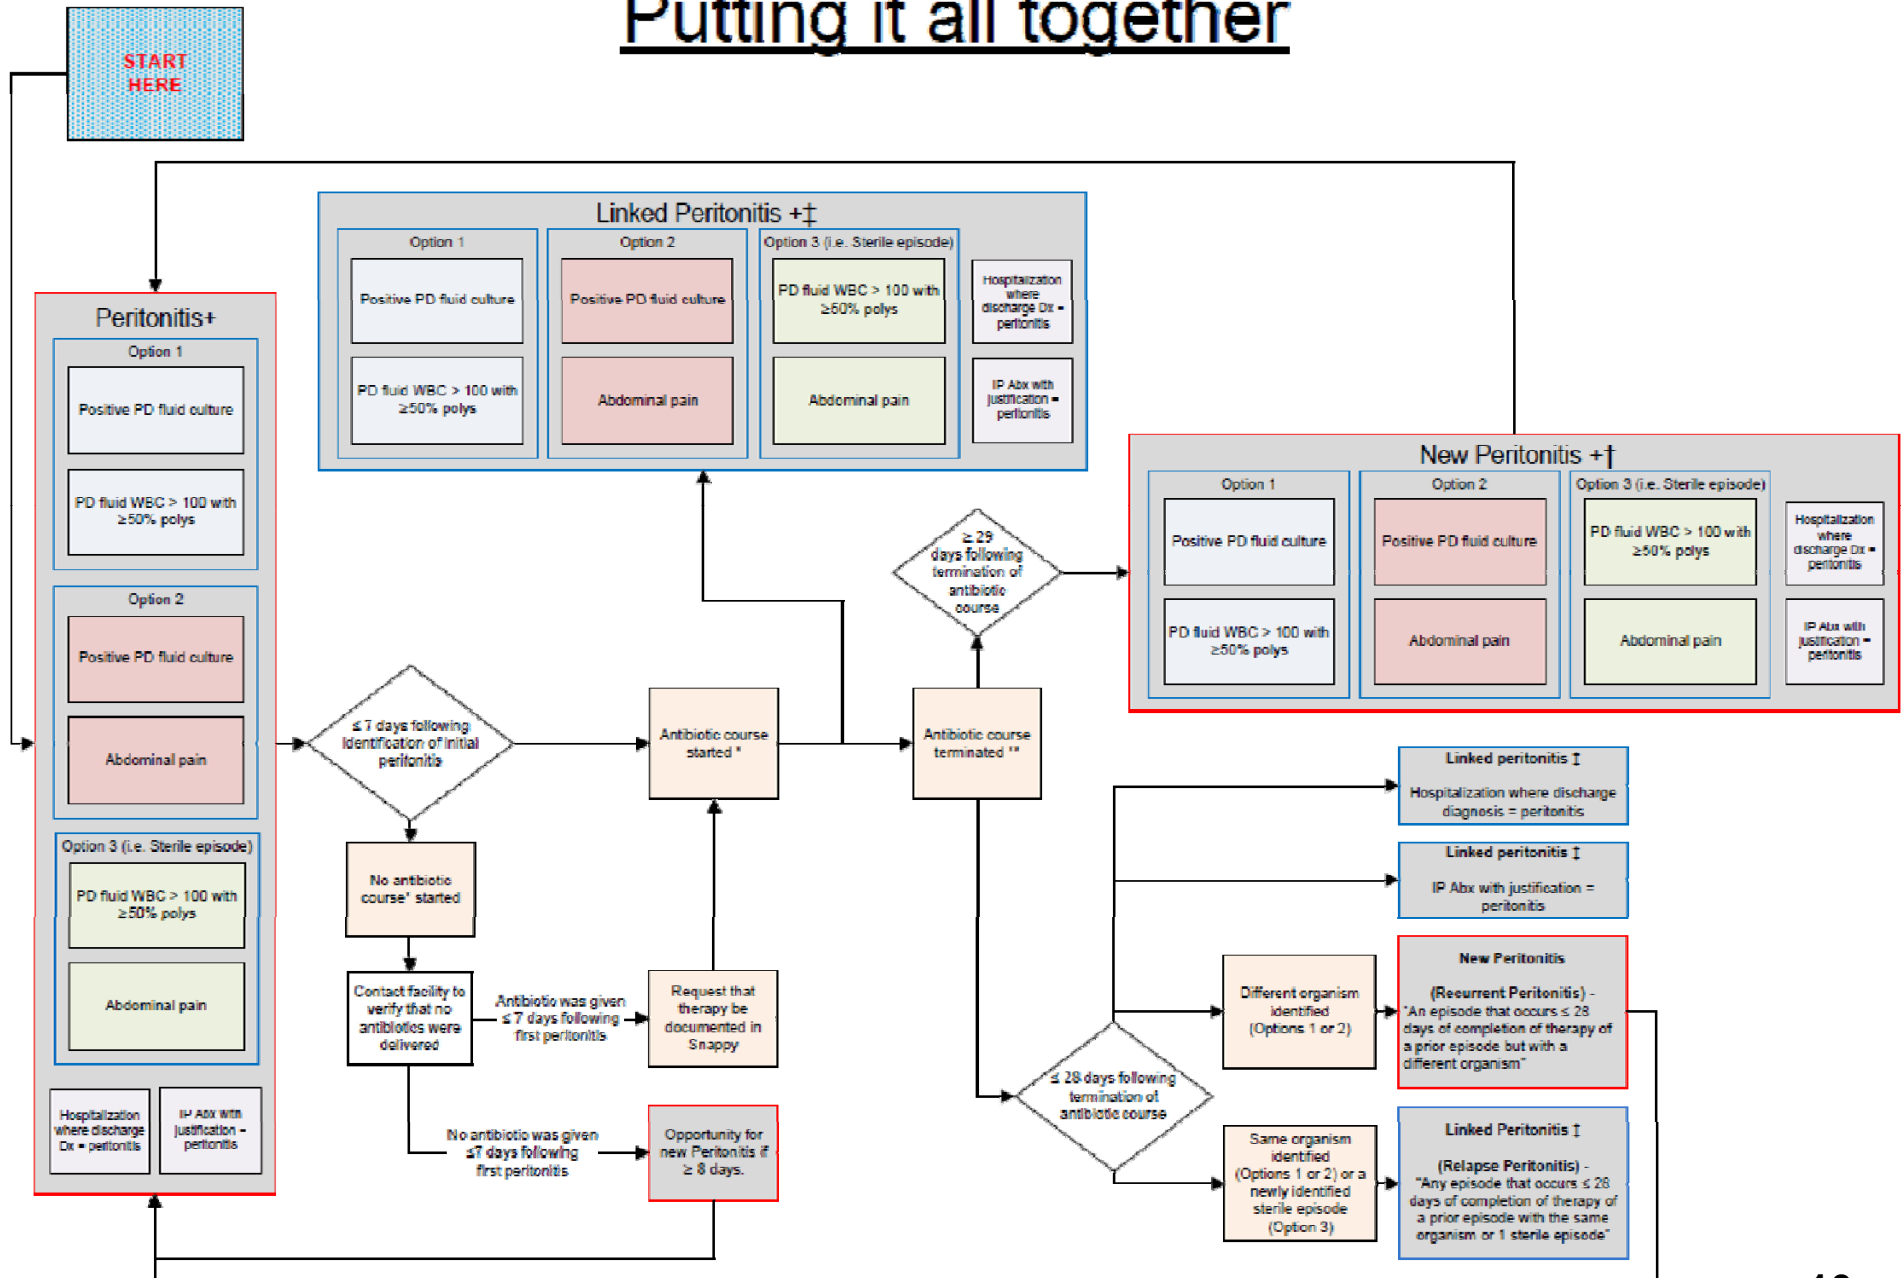 Putting it all together
START
HERE
Linked Peritonitis +‡
Option 1
Positive PD fluid culture
PD fluid WBC > 100 with
≥50% polys
Option 2
Positive PD fluid culture
Abdominal pain
Option 3 (i.e. Sterile episode)
PD fluid WBC > 100 with
≥50% polys
Abdominal pain
Hospitalization
where
discharge Dx =
peritonitis
IP Abx with
justification =
peritonitis
Peritonitis+
Option 1
Positive PD fluid culture
PD fluid WBC > 100 with
≥50% polys
Option 2
Positive PD fluid culture
Abdominal pain
Option 3 (i.e. Sterile episode)
PD fluid WBC > 100 with
≥50% polys
Abdominal pain
Hospitalization
where discharge
Dx = peritonitis
IP Abx with
justification =
peritonitis
New Peritonitis +†
Option 1
Positive PD fluid culture
PD fluid WBC > 100 with
≥50% polys
Option 2
Positive PD fluid culture
Abdominal pain
Option 3 (i.e. Sterile episode)
PD fluid WBC > 100 with
≥50% polys
Abdominal pain
Hospitalization
where
discharge Dx =
peritonitis
IP Abx with
justification =
peritonitis
≥ 29
days following
termination of
antibiotic
course
≤ 7 days following
identification of initial
peritonitis
Antibiotic course
started *
Antibiotic course
terminated **
No antibiotic
course* started
Contact facility to
verify that no
antibiotics were
delivered
Antibiotic was given
≤ 7 days following
first peritonitis
Request that
therapy be
documented in
Snappy
No antibiotic was given
≤7 days following
first peritonitis
Opportunity for
new Peritonitis if
≥ 8 days.
≤ 28 days following
termination of
antibiotic course
Linked peritonitis ‡
Hospitalization where discharge
diagnosis = peritonitis
Linked peritonitis ‡
IP Abx with justification =
peritonitis
Different organism
identified
(Options 1 or 2)
New Peritonitis
(Recurrent Peritonitis) -
"An episode that occurs ≤ 28
days of completion of therapy of
a prior episode but with a
different organism"
Same organism
identified
(Options 1 or 2) or a
newly identified
sterile episode
(Option 3)
Linked Peritonitis ‡
(Relapse Peritonitis) -
"Any episode that occurs ≤ 28
days of completion of therapy of
a prior episode with the same
organism or 1 sterile episode"